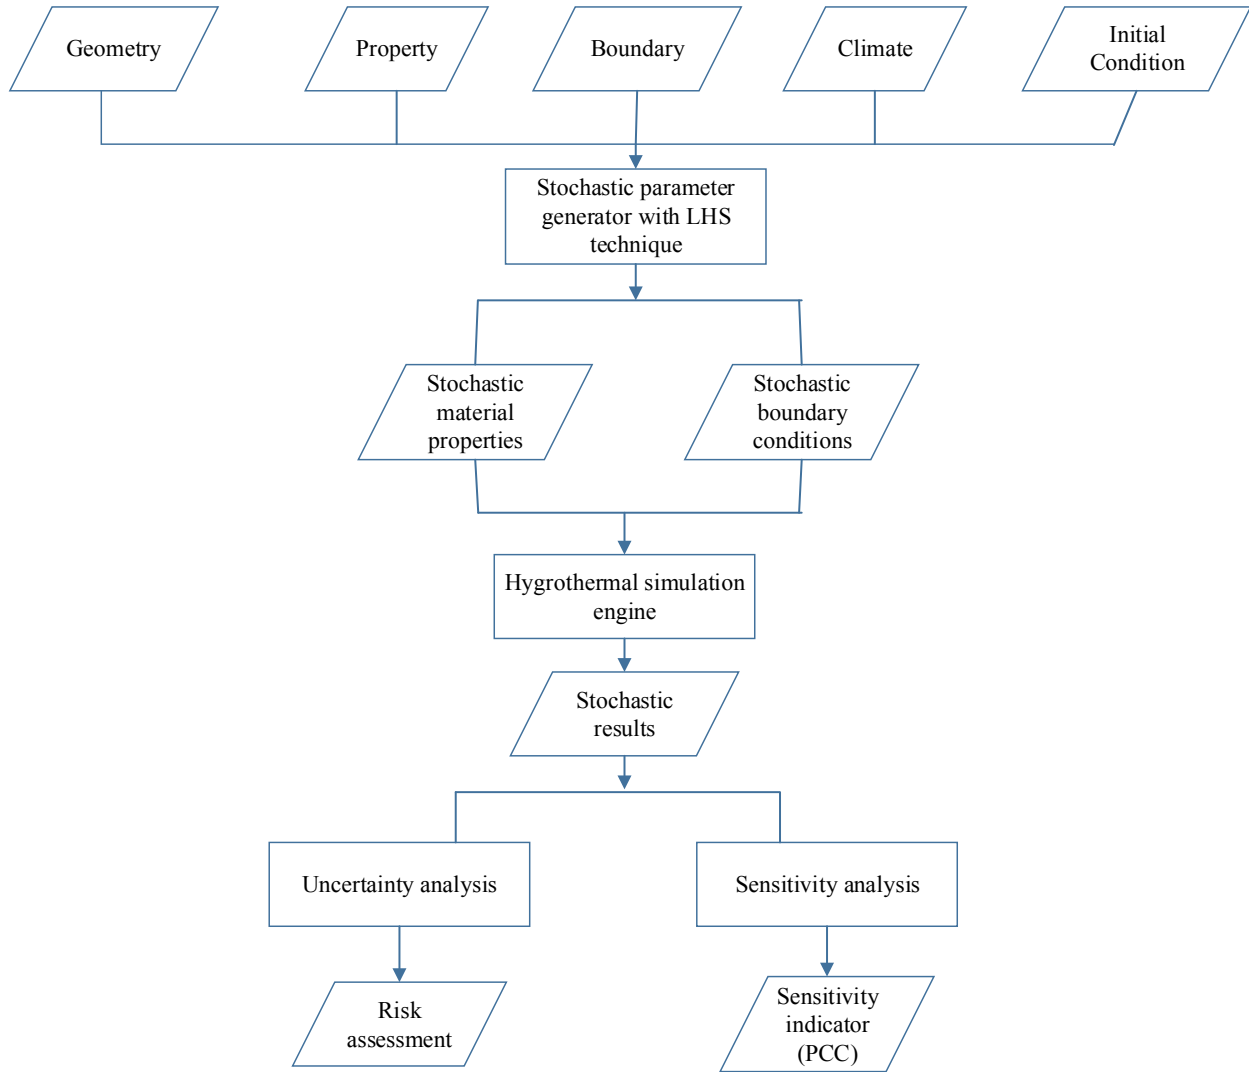 Geometry
Property
Boundary
Climate
Initial
Condition
Stochastic parameter
generator with LHS
technique
Stochastic
material
properties
Stochastic
boundary
conditions
Hygrothermal simulation
engine
Stochastic
results
Uncertainty analysis
Sensitivity analysis
Risk
assessment
Sensitivity
indicator
(PCC)